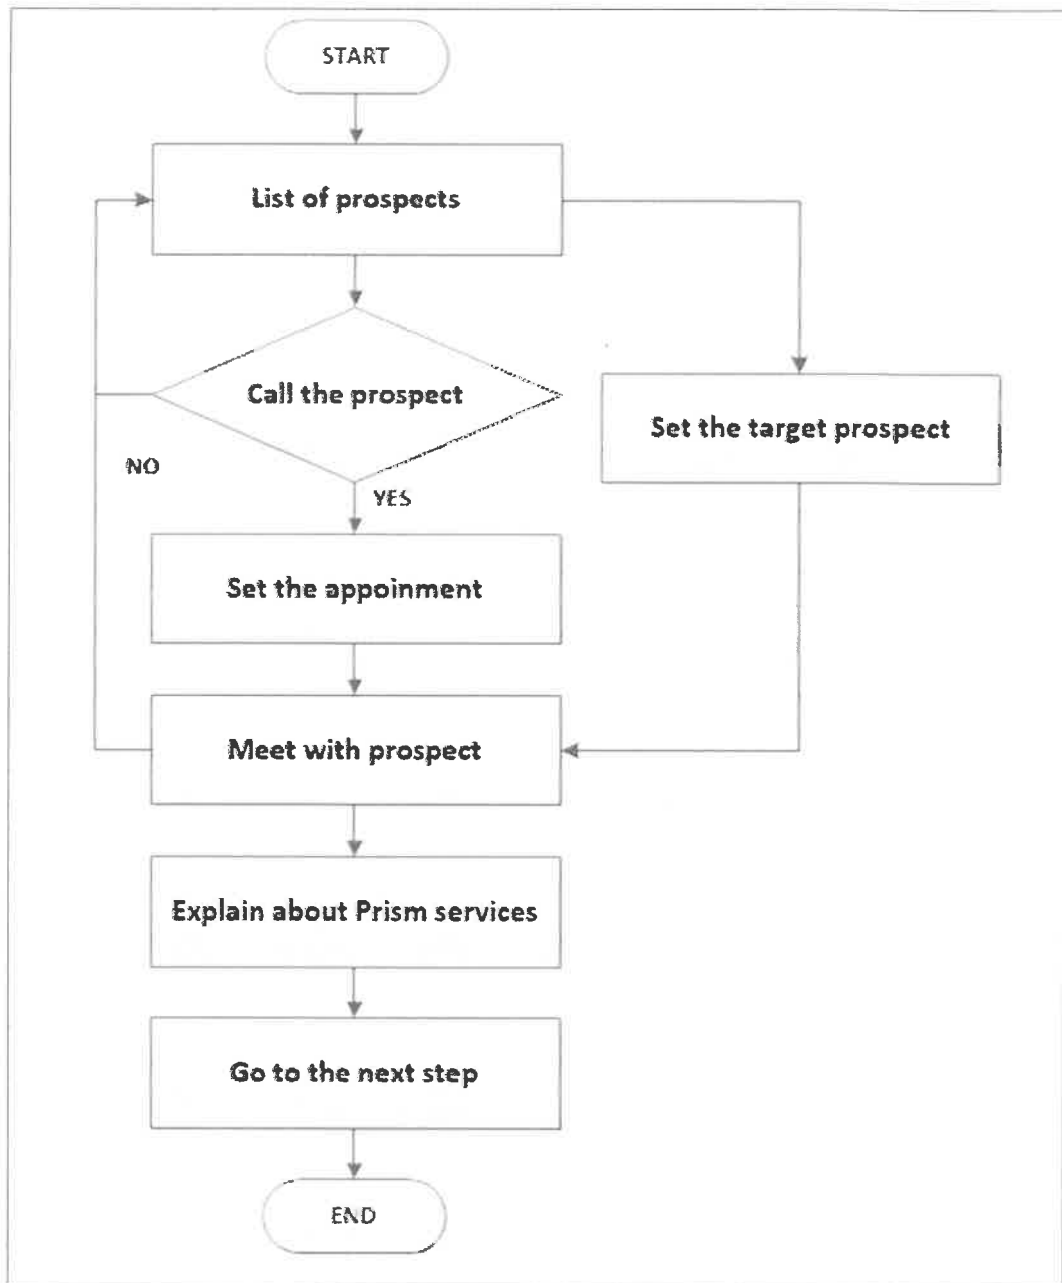 START
List of prospects
Call the prospect
Set the target prospect
NO
YES
Set the appoinment
Meet with prospect
Explain about Prism services
Go to the next step
END